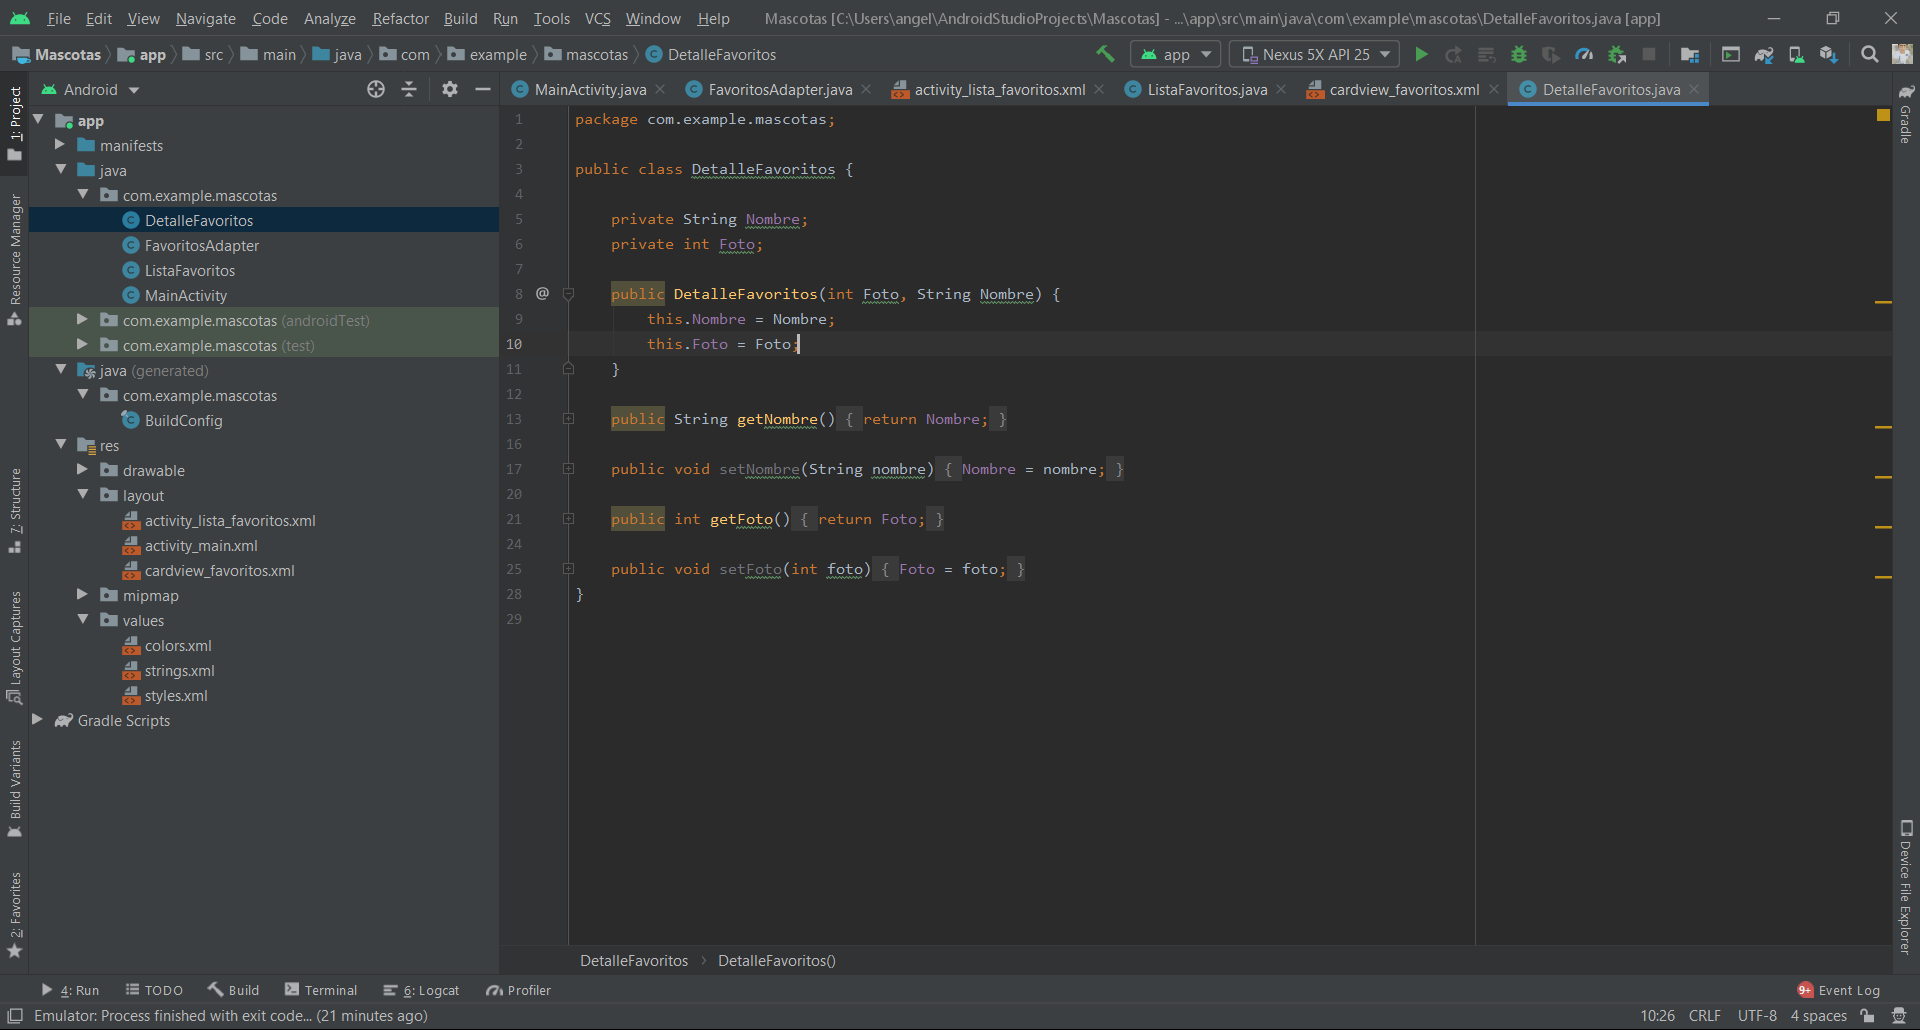 File Edit View Navigate Code Analyze Refactor Build Run Tools VCS Window Help Mascotas [C:\Users\angel\AndroidStudioProjects\Mascotas] - ...\app\src\main\java\com\example\mascotas\DetalleFavoritos.java [app]
Mascotas app src main java com example mascotas DetalleFavoritos app Nexus 5X API 25
Android MainActivity.java FavoritosAdapter.java activity_lista_favoritos.xml ListaFavoritos.java cardview_favoritos.xml DetalleFavoritos.java
1: Project
Resource Manager
7: Structure
Layout Captures
Build Variants
2: Favorites
app
manifests
java
com.example.mascotas
DetalleFavoritos
FavoritosAdapter
ListaFavoritos
MainActivity
com.example.mascotas (androidTest)
com.example.mascotas (test)
java (generated)
com.example.mascotas
BuildConfig
res
drawable
layout
activity_lista_favoritos.xml
activity_main.xml
cardview_favoritos.xml
mipmap
values
colors.xml
strings.xml
styles.xml
Gradle Scripts
1 package com.example.mascotas;
2
3 public class DetalleFavoritos {
4
5 private String Nombre;
6 private int Foto;
7
8 @ public DetalleFavoritos(int Foto, String Nombre) {
9 this.Nombre = Nombre;
10 this.Foto = Foto;
11 }
12
13 public String getNombre() { return Nombre; }
16
17 public void setNombre(String nombre) { Nombre = nombre; }
20
21 public int getFoto() { return Foto; }
24
25 public void setFoto(int foto) { Foto = foto; }
28 }
29
Gradle
Device File Explorer
DetalleFavoritos DetalleFavoritos()
4: Run TODO Build Terminal 6: Logcat Profiler 9+ Event Log
Emulator: Process finished with exit code... (21 minutes ago) 10:26 CRLF UTF-8 4 spaces